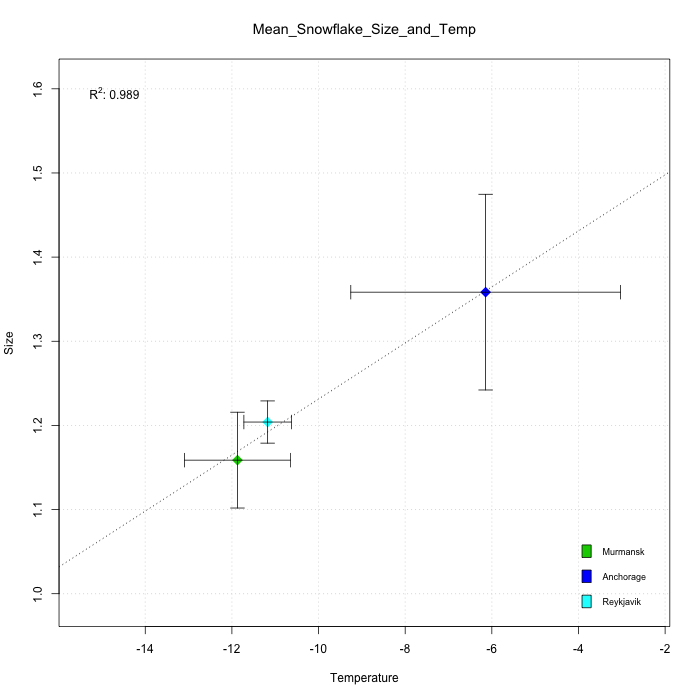 Mean_Snowflake_Size_and_Temp
R²: 0.989
1.6
1.5
1.4
1.3
1.2
1.1
1.0
Size
-14 -12 -10 -8 -6 -4 -2
Temperature
Murmansk
Anchorage
Reykjavik